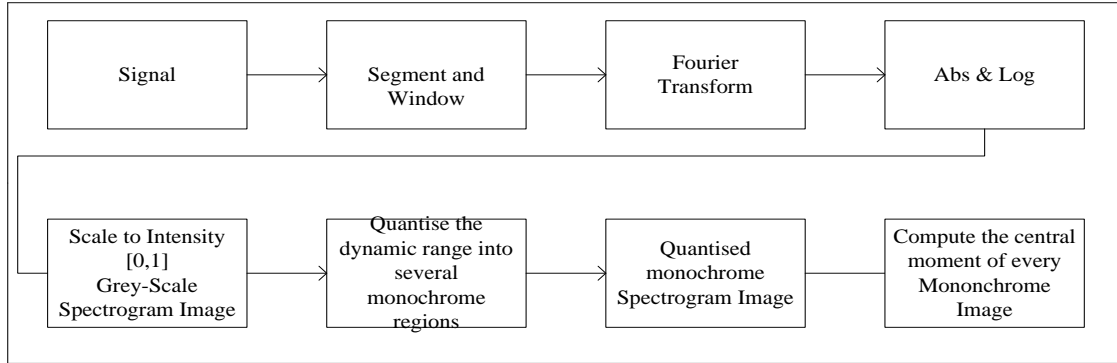 Signal
Segment and
Window
Fourier
Transform
Abs & Log
Scale to Intensity
[0,1]
Grey-Scale
Spectrogram Image
Quantise the
dynamic range into
several
monochrome
regions
Quantised
monochrome
Spectrogram Image
Compute the central
moment of every
Mononchrome
Image